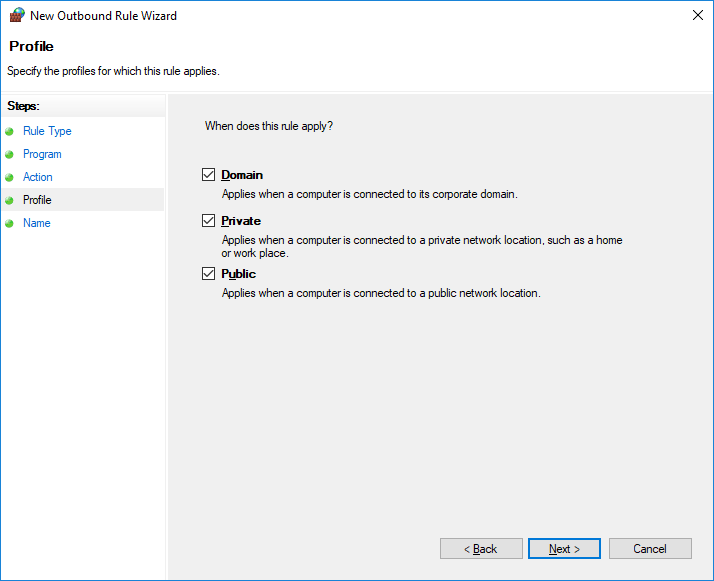 New Outbound Rule Wizard
Profile
Specify the profiles for which this rule applies.
Steps:
Rule Type
Program
Action
Profile
Name
When does this rule apply?
Domain
Applies when a computer is connected to its corporate domain.
Private
Applies when a computer is connected to a private network location, such as a home
or work place.
Public
Applies when a computer is connected to a public network location.
< Back
Next >
Cancel